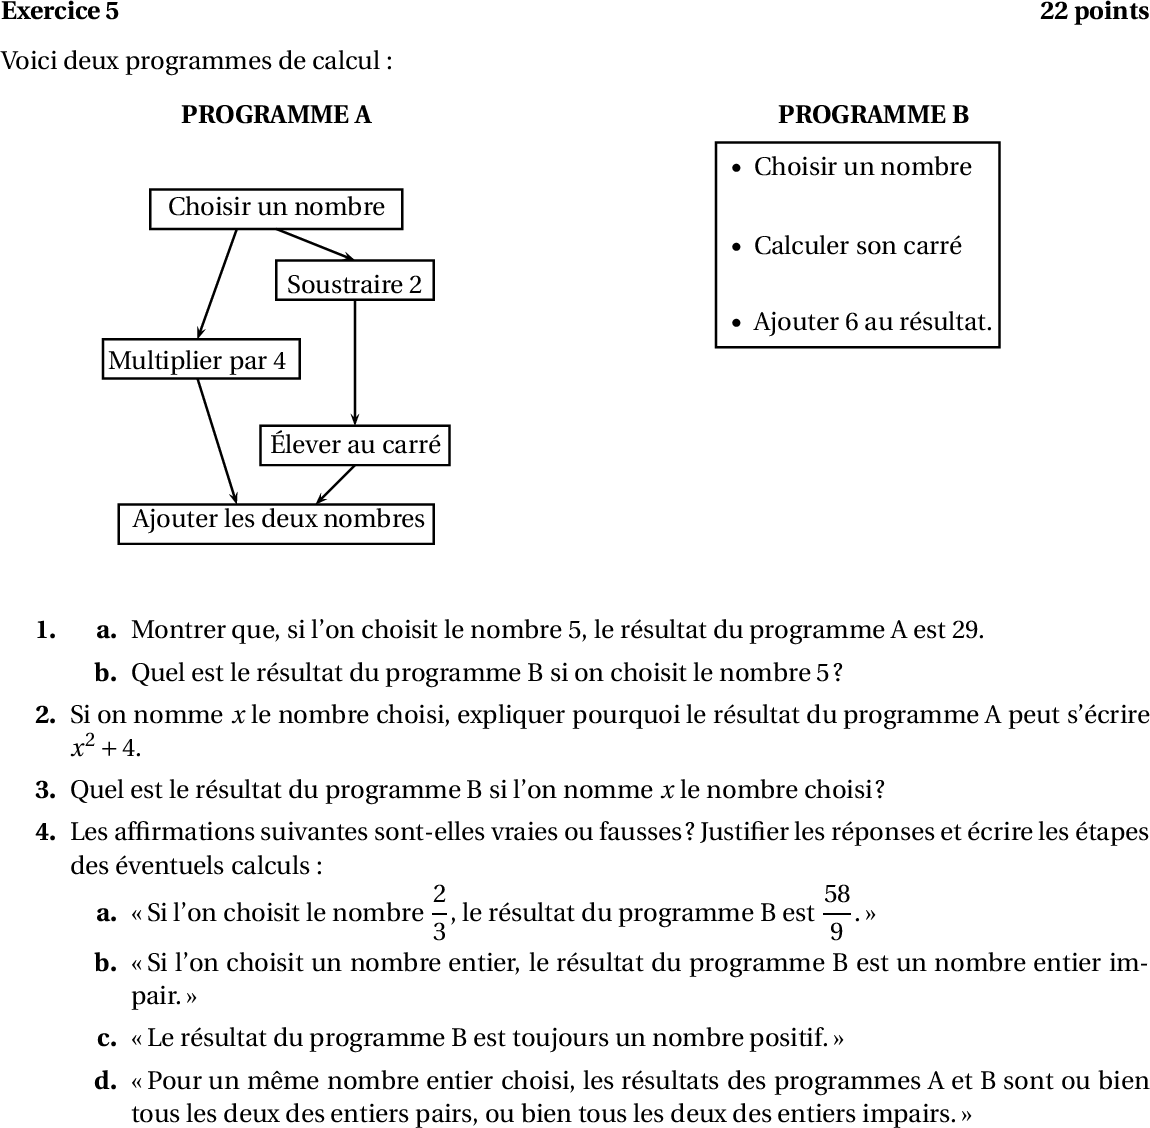 Exercice 5 22 points
Voici deux programmes de calcul :
PROGRAMME A PROGRAMME B
Choisir un nombre
Soustraire 2
Multiplier par 4
Élever au carré
Ajouter les deux nombres
• Choisir un nombre
• Calculer son carré
• Ajouter 6 au résultat.
1. a. Montrer que, si l'on choisit le nombre 5, le résultat du programme A est 29.
b. Quel est le résultat du programme B si on choisit le nombre 5 ?
2. Si on nomme x le nombre choisi, expliquer pourquoi le résultat du programme A peut s'écrire
x² + 4.
3. Quel est le résultat du programme B si l'on nomme x le nombre choisi ?
4. Les affirmations suivantes sont-elles vraies ou fausses ? Justifier les réponses et écrire les étapes
des éventuels calculs :
a. « Si l'on choisit le nombre 2/3, le résultat du programme B est 58/9. »
b. « Si l'on choisit un nombre entier, le résultat du programme B est un nombre entier im-
pair. »
c. « Le résultat du programme B est toujours un nombre positif. »
d. « Pour un même nombre entier choisi, les résultats des programmes A et B sont ou bien
tous les deux des entiers pairs, ou bien tous les deux des entiers impairs. »